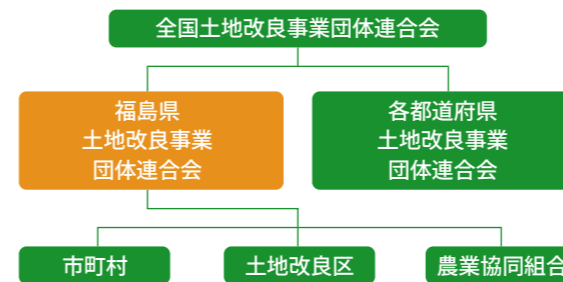 全国土地改良事業団体連合会
福島県
土地改良事業
団体連合会
各都道府県
土地改良事業
団体連合会
市町村
土地改良区
農業協同組合